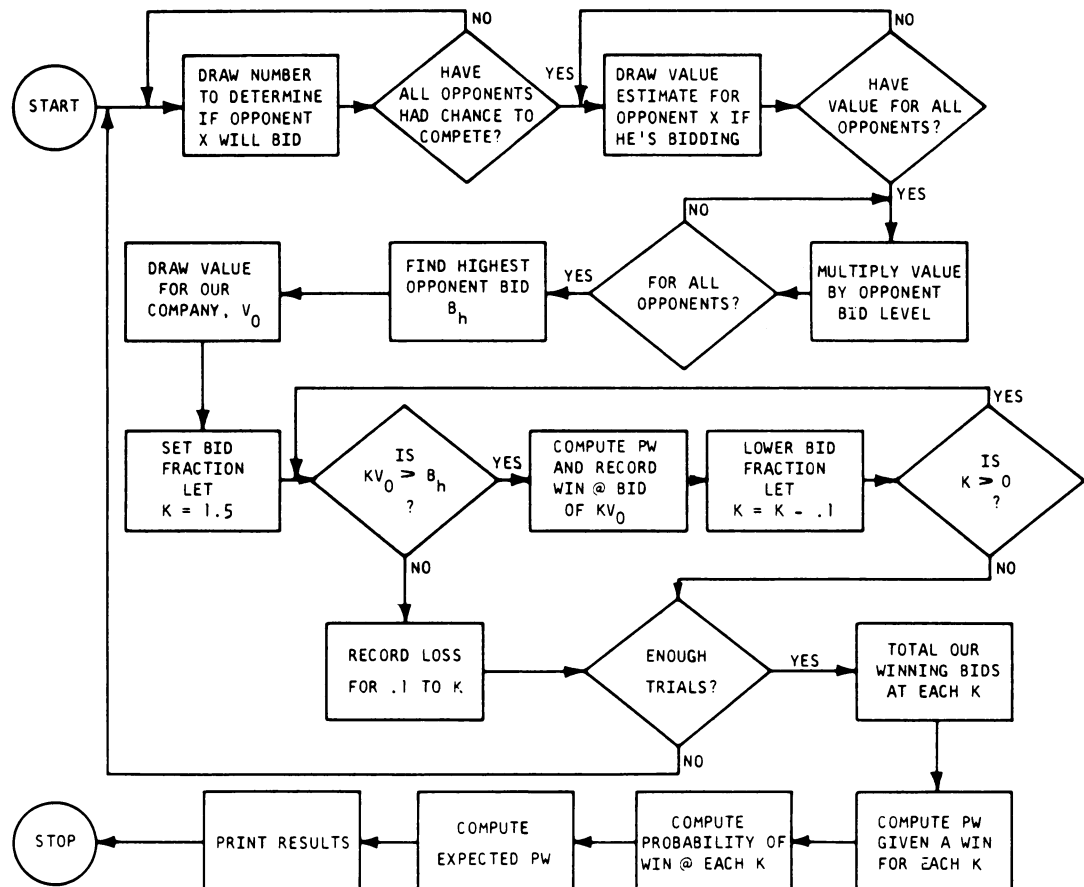 NO
NO
START
DRAW NUMBER
TO DETERMINE
IF OPPONENT
X WILL BID
HAVE
ALL OPPONENTS
HAD CHANCE TO
COMPETE?
YES
DRAW VALUE
ESTIMATE FOR
OPPONENT X IF
HE'S BIDDING
HAVE
VALUE FOR ALL
OPPONENTS?
YES
NO
DRAW VALUE
FOR OUR
COMPANY, V0
FIND HIGHEST
OPPONENT BID
Bh
YES
FOR ALL
OPPONENTS?
MULTIPLY VALUE
BY OPPONENT
BID LEVEL
YES
SET BID
FRACTION
LET
K = 1.5
IS
KV0 > Bh
?
YES
COMPUTE PW
AND RECORD
WIN @ BID
OF KV0
LOWER BID
FRACTION
LET
K = K - .1
IS
K > 0
?
NO
NO
RECORD LOSS
FOR .1 TO K
ENOUGH
TRIALS?
YES
TOTAL OUR
WINNING BIDS
AT EACH K
NO
STOP
PRINT RESULTS
COMPUTE
EXPECTED PW
COMPUTE
PROBABILITY OF
WIN @ EACH K
COMPUTE PW
GIVEN A WIN
FOR EACH K